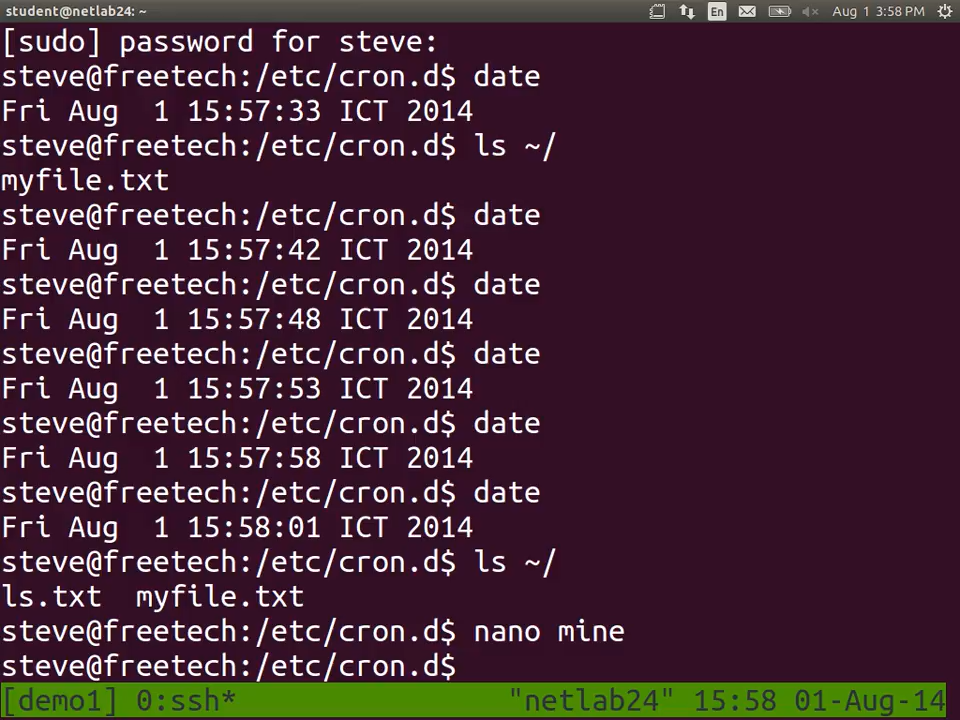 student@netlab24: ~ En Aug 1 3:58 PM
[sudo] password for steve:
steve@freetech:/etc/cron.d$ date
Fri Aug  1 15:57:33 ICT 2014
steve@freetech:/etc/cron.d$ ls ~/
myfile.txt
steve@freetech:/etc/cron.d$ date
Fri Aug  1 15:57:42 ICT 2014
steve@freetech:/etc/cron.d$ date
Fri Aug  1 15:57:48 ICT 2014
steve@freetech:/etc/cron.d$ date
Fri Aug  1 15:57:53 ICT 2014
steve@freetech:/etc/cron.d$ date
Fri Aug  1 15:57:58 ICT 2014
steve@freetech:/etc/cron.d$ date
Fri Aug  1 15:58:01 ICT 2014
steve@freetech:/etc/cron.d$ ls ~/
ls.txt  myfile.txt
steve@freetech:/etc/cron.d$ nano mine
steve@freetech:/etc/cron.d$
[demo1] 0:ssh* "netlab24" 15:58 01-Aug-14